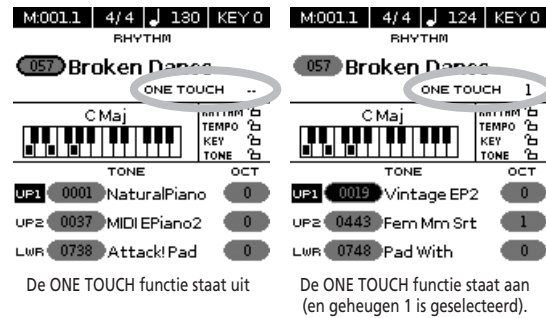 M:001.1 4/4 ♩ 130 KEY 0
RHYTHM
057 Broken Dance
ONE TOUCH --
C Maj
RHYTHM
TEMPO
KEY
TONE
TONE OCT
UP1 0001 NaturalPiano 0
UP2 0037 MIDI EPiano2 0
LWR 0738 Attack! Pad 0
De ONE TOUCH functie staat uit
M:001.1 4/4 ♩ 124 KEY 0
RHYTHM
057 Broken Dance
ONE TOUCH 1
C Maj
RHYTHM
TEMPO
KEY
TONE
TONE OCT
UP1 0019 Vintage EP2 0
UP2 0443 Fem Mm Srt 1
LWR 0748 Pad With 0
De ONE TOUCH functie staat aan
(en geheugen 1 is geselecteerd).